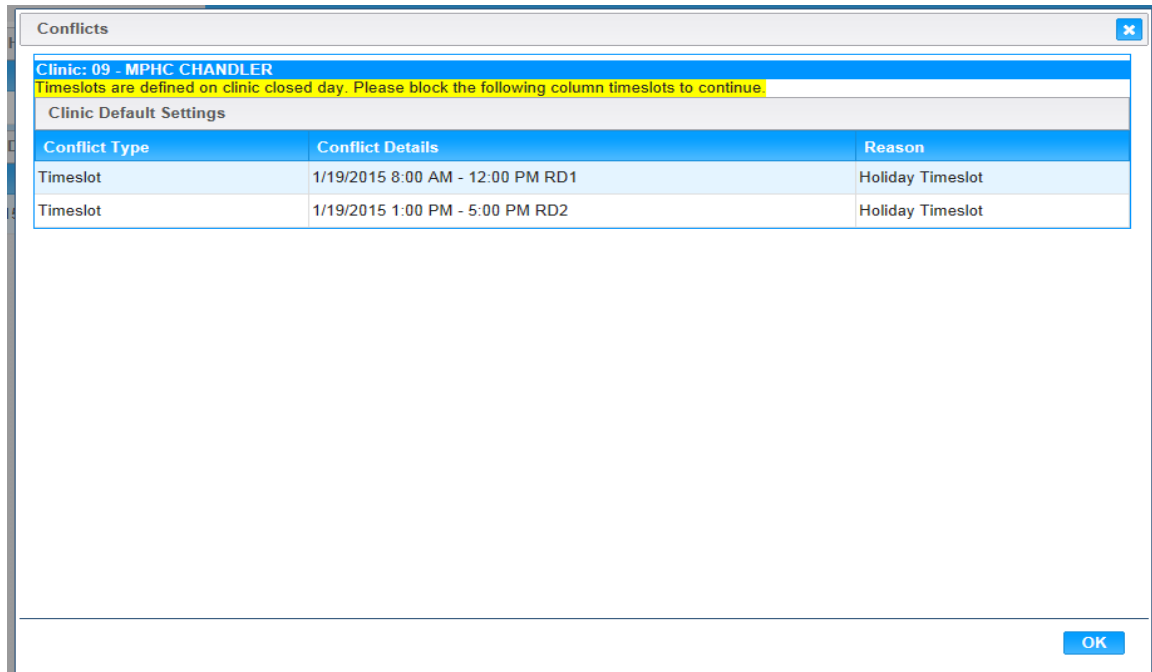 Conflicts
Clinic: 09 - MPHC CHANDLER
Timeslots are defined on clinic closed day. Please block the following column timeslots to continue.
Clinic Default Settings
Conflict Type Conflict Details Reason
Timeslot 1/19/2015 8:00 AM - 12:00 PM RD1 Holiday Timeslot
Timeslot 1/19/2015 1:00 PM - 5:00 PM RD2 Holiday Timeslot
OK